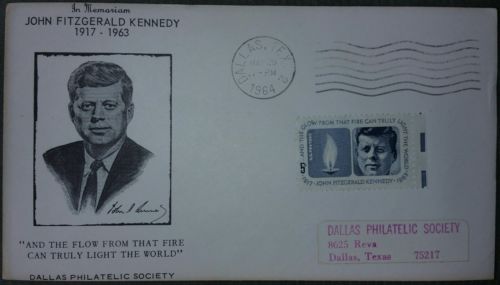 In Memoriam
JOHN FITZGERALD KENNEDY
1917 - 1963
DALLAS, TEX.
PM
1964
AND THE GLOW FROM THAT FIRE CAN TRULY LIGHT THE WORLD
5
1917 JOHN FITZGERALD KENNEDY 1963
"AND THE FLOW FROM THAT FIRE
CAN TRULY LIGHT THE WORLD"
DALLAS PHILATELIC SOCIETY
DALLAS PHILATELIC SOCIETY
8625 Reva
Dallas, Texas 75217